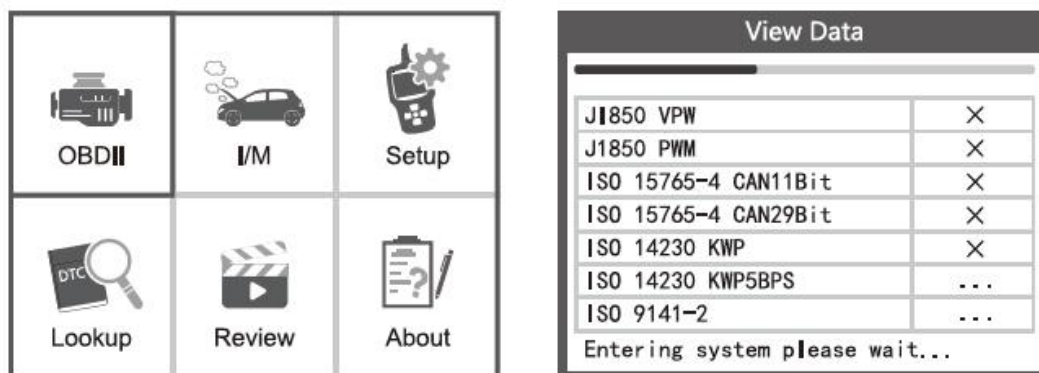 OBDII
I/M
Setup
DTC
?
Lookup
Review
About
View Data
JI850 VPW
×
J1850 PWM
×
ISO 15765-4 CAN11Bit
×
ISO 15765-4 CAN29Bit
×
ISO 14230 KWP
×
ISO 14230 KWP5BPS
...
ISO 9141-2
...
Entering system please wait...